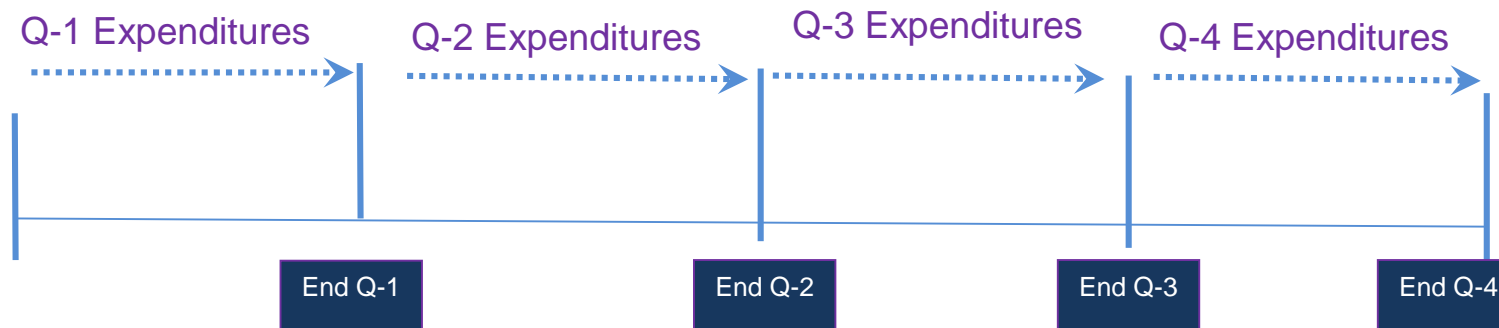 Q-1 Expenditures
Q-2 Expenditures
Q-3 Expenditures
Q-4 Expenditures
End Q-1
End Q-2
End Q-3
End Q-4